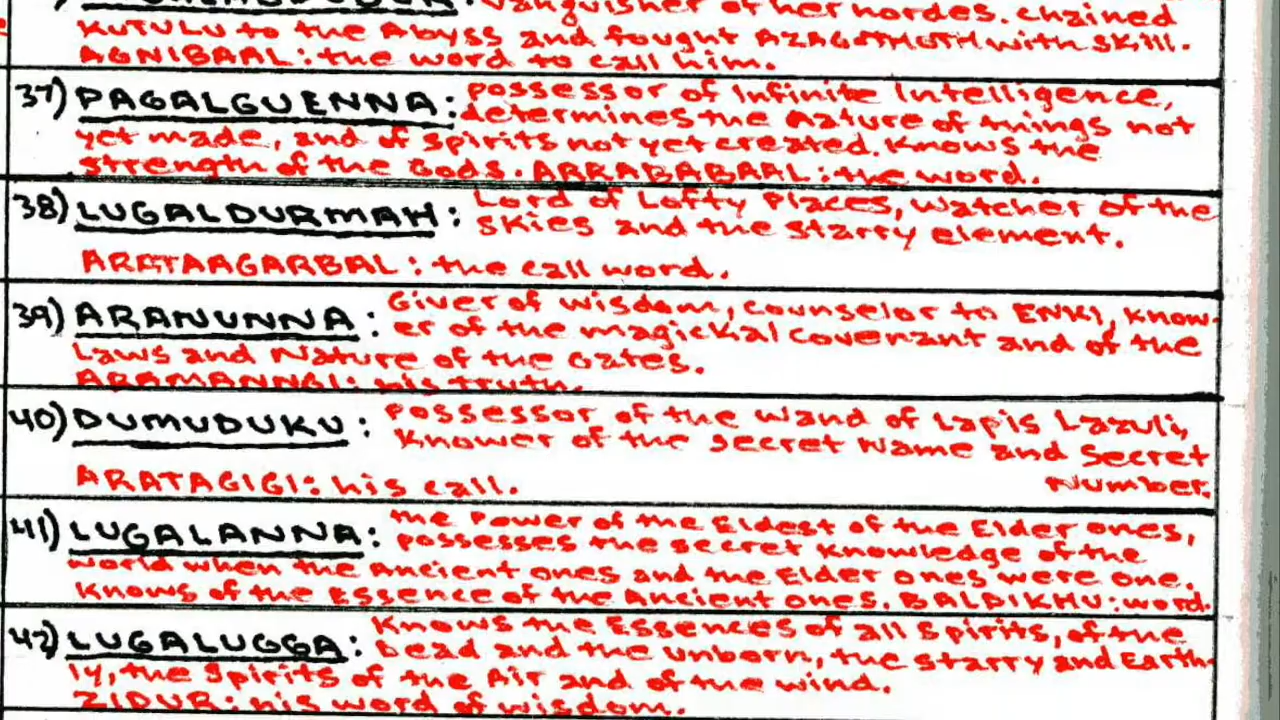 vanquisher of her hordes. chained
KUTULU to the Abyss and fought AZAGTHOTH with skill.
AGNIBAAL: the word to call him.
37) PAGALGUENNA: possessor of Infinite Intelligence,
determines the Nature of things not
yet made, and of spirits not yet created. Knows the
strength of the Gods. ARRABABAAL: the word.
38) LUGALDURMAH: Lord of Lofty Places, watcher of the
skies and the starry element.
ARATAAGARBAL: the call word.
39) ARANUNNA: Giver of wisdom, counselor to ENKI, know-
er of the magickal covenant and of the
Laws and Nature of the Gates.
ARAMANNGI: his truth.
40) DUMUDUKU: possessor of the wand of Lapis Lazuli,
Knower of the secret Name and Secret
Number.
ARATAGIGI: his call.
41) LUGALANNA: the Power of the Eldest of the Elder ones,
possesses the secret Knowledge of the
world when the Ancient ones and the Elder ones were one.
Knows of the Essence of the Ancient ones. BALDIKHU: word.
42) LUGALUGGA: Knows the Essences of all Spirits, of the
Dead and the unborn, the starry and Earth-
ly, the Spirits of the Air and of the wind.
ZIDUR: his word of wisdom.